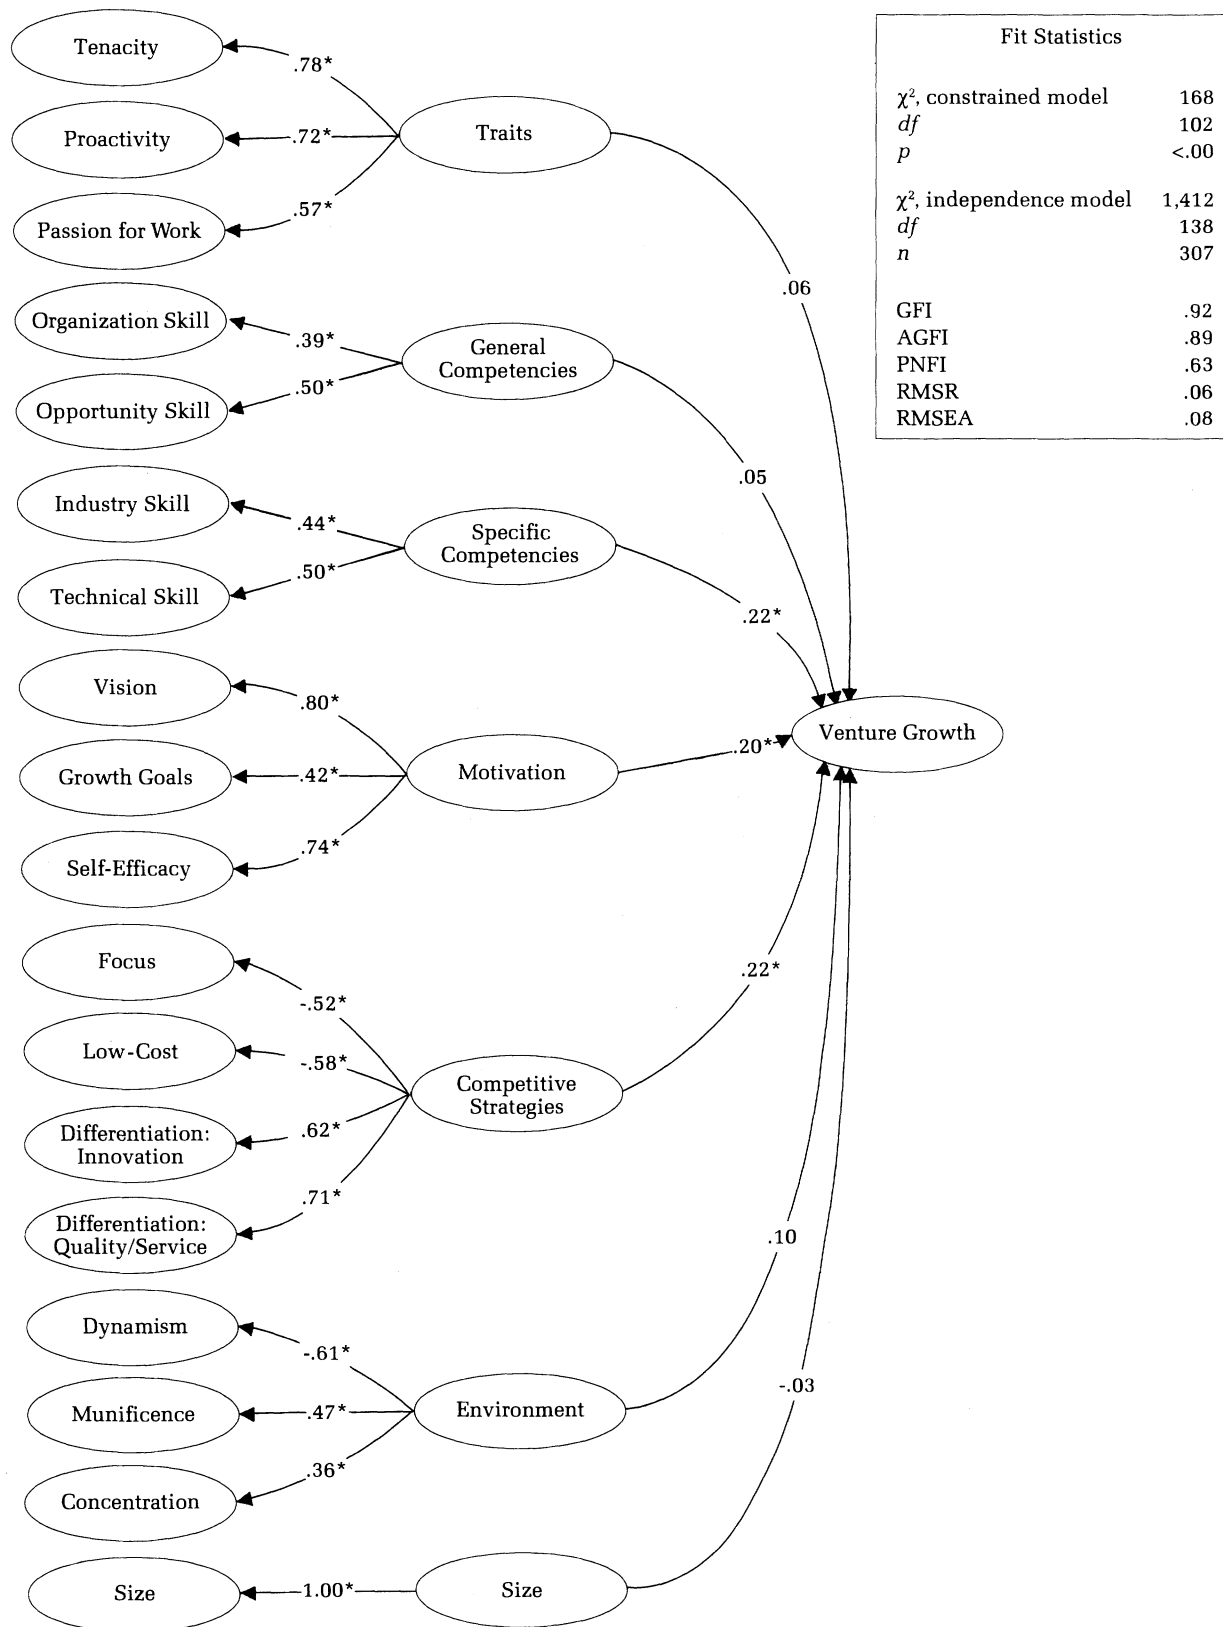 Tenacity
.78*
Proactivity
.72*
Traits
Passion for Work
.57*
.06
Organization Skill
.39*
General
Competencies
Opportunity Skill
.50*
.05
Industry Skill
.44*
Specific
Competencies
Technical Skill
.50*
.22*
Vision
.80*
Growth Goals
.42*
Motivation
.20*
Venture Growth
Self-Efficacy
.74*
Focus
-.52*
.22*
Low-Cost
-.58*
Competitive
Strategies
Differentiation:
Innovation
.62*
Differentiation:
Quality/Service
.71*
.10
Dynamism
-.61*
Munificence
.47*
Environment
-.03
Concentration
.36*
Size
1.00*
Size
Fit Statistics
χ², constrained model 168
df 102
p <.00
χ², independence model 1,412
df 138
n 307
GFI .92
AGFI .89
PNFI .63
RMSR .06
RMSEA .08